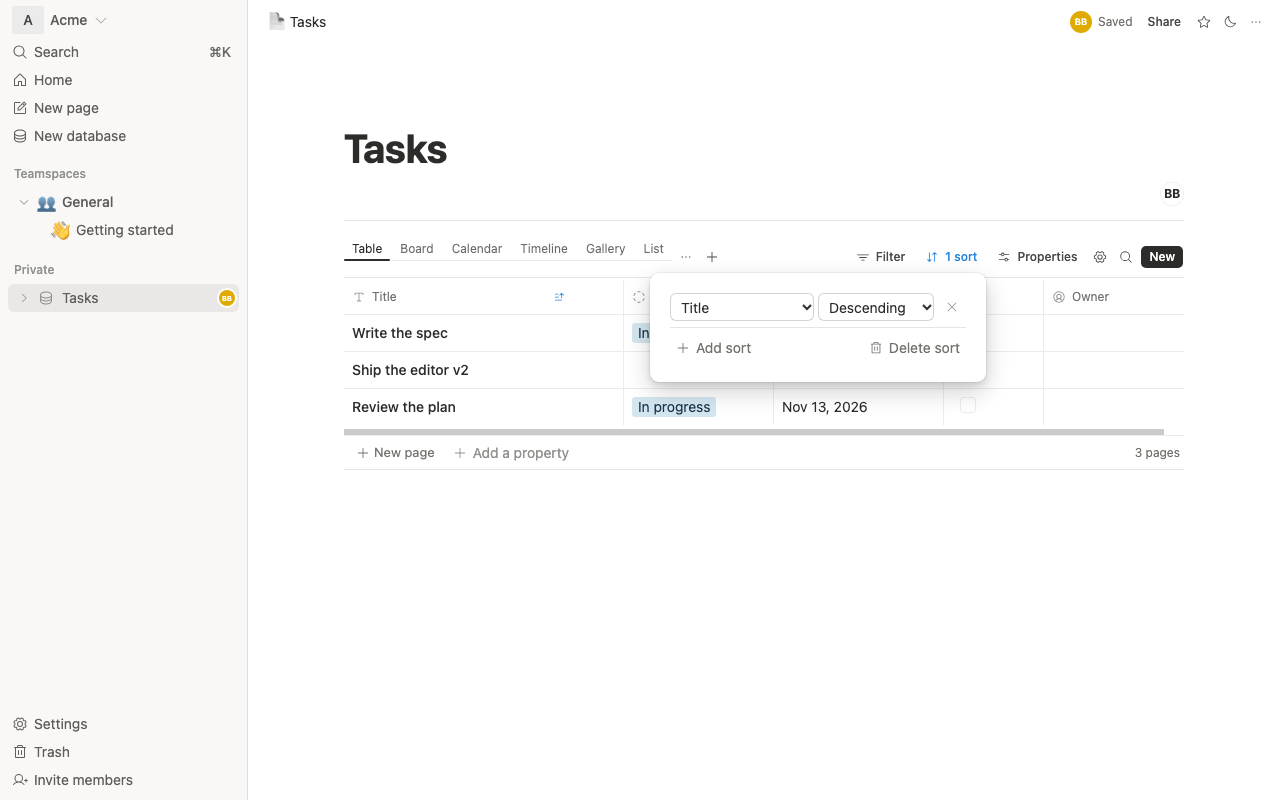 A Acme
Search ⌘K
Home
New page
New database
Teamspaces
General
Getting started
Private
Tasks BB
Settings
Trash
Invite members
Tasks
BB Saved Share
Tasks
BB
Table Board Calendar Timeline Gallery List
Filter 1 sort Properties New
Title Owner
Title Descending
Add sort Delete sort
Write the spec In
Ship the editor v2
Review the plan In progress Nov 13, 2026
New page Add a property 3 pages